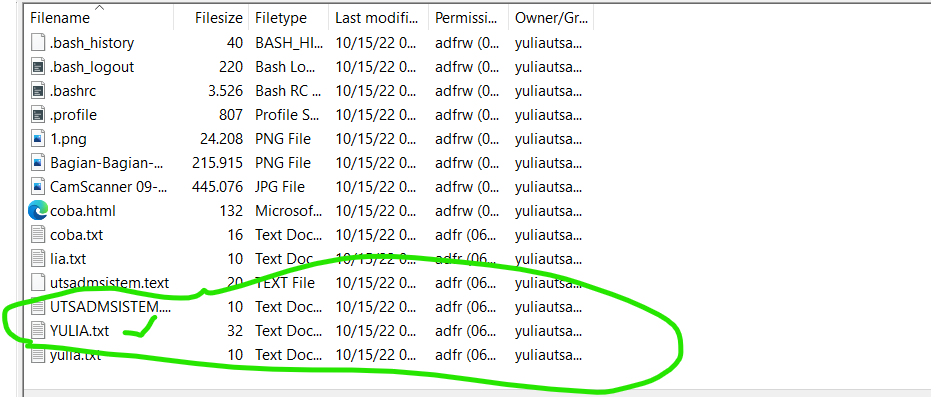 Filename Filesize Filetype Last modifi... Permissi... Owner/Gr...
.bash_history 40 BASH_HI... 10/15/22 0... adfrw (0... yuliautsa...
.bash_logout 220 Bash Lo... 10/15/22 0... adfrw (0... yuliautsa...
.bashrc 3.526 Bash RC ... 10/15/22 0... adfrw (0... yuliautsa...
.profile 807 Profile S... 10/15/22 0... adfrw (0... yuliautsa...
1.png 24.208 PNG File 10/15/22 0... adfrw (0... yuliautsa...
Bagian-Bagian-... 215.915 PNG File 10/15/22 0... adfrw (0... yuliautsa...
CamScanner 09-... 445.076 JPG File 10/15/22 0... adfrw (0... yuliautsa...
coba.html 132 Microsof... 10/15/22 0... adfrw (0... yuliautsa...
coba.txt 16 Text Doc... 10/15/22 0... adfr (06... yuliautsa...
lia.txt 10 Text Doc... 10/15/22 0... adfr (06... yuliautsa...
utsadmsistem.text 20 TEXT File 10/15/22 0... adfr (06... yuliautsa...
UTSADMSISTEM.... 10 Text Doc... 10/15/22 0... adfr (06... yuliautsa...
YULIA.txt 32 Text Doc... 10/15/22 0... adfr (06... yuliautsa...
yulia.txt 10 Text Doc... 10/15/22 0... adfr (06... yuliautsa...